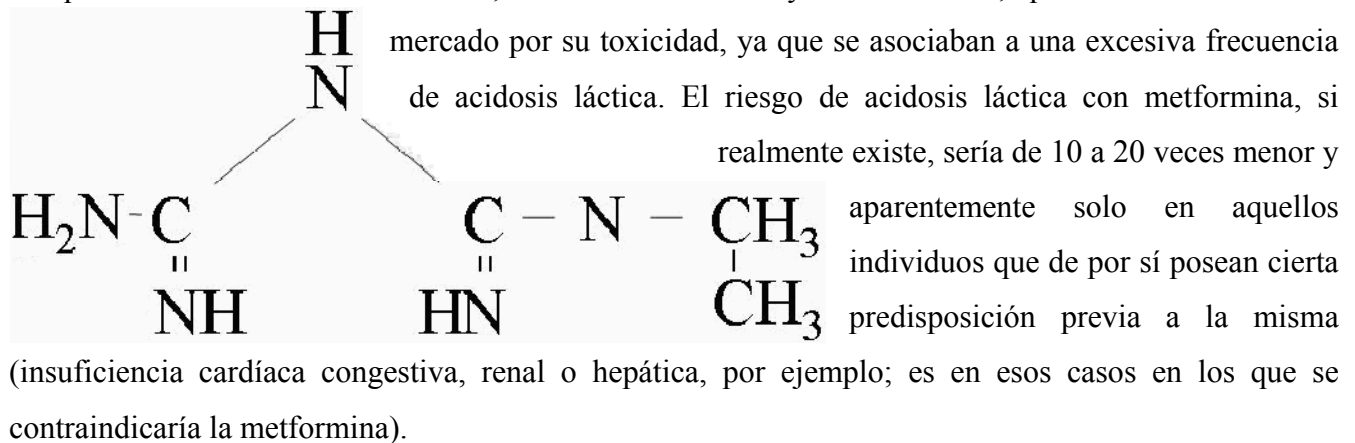 mercado por su toxicidad, ya que se asociaban a una excesiva frecuencia
de acidosis láctica. El riesgo de acidosis láctica con metformina, si
realmente existe, sería de 10 a 20 veces menor y
aparentemente solo en aquellos
individuos que de por sí posean cierta
predisposición previa a la misma
(insuficiencia cardíaca congestiva, renal o hepática, por ejemplo; es en esos casos en los que se
contraindicaría la metformina).
H
N
H₂N-C C – N – CH₃
NH HN CH₃